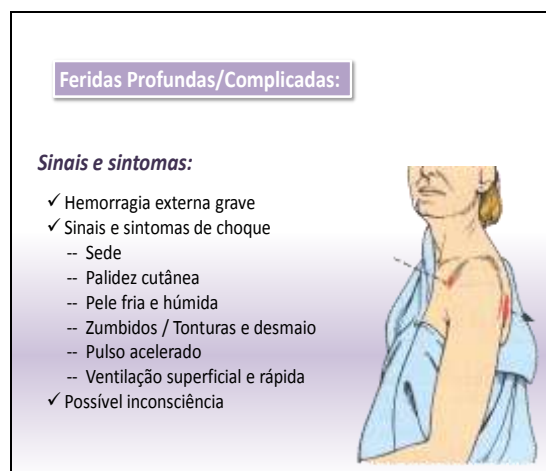 Feridas Profundas/Complicadas:
Sinais e sintomas:
✓ Hemorragia externa grave
✓ Sinais e sintomas de choque
-- Sede
-- Palidez cutânea
-- Pele fria e húmida
-- Zumbidos / Tonturas e desmaio
-- Pulso acelerado
-- Ventilação superficial e rápida
✓ Possível inconsciência